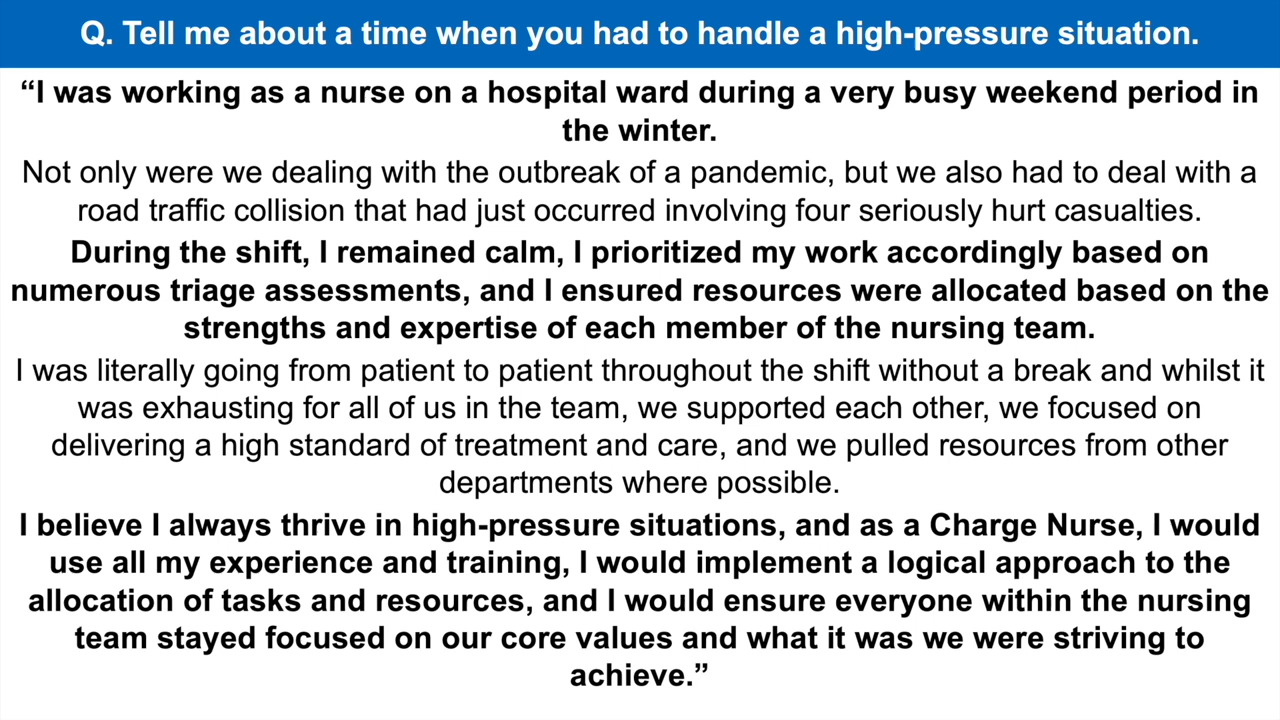 Q. Tell me about a time when you had to handle a high-pressure situation.
“I was working as a nurse on a hospital ward during a very busy weekend period in
the winter.
Not only were we dealing with the outbreak of a pandemic, but we also had to deal with a
road traffic collision that had just occurred involving four seriously hurt casualties.
During the shift, I remained calm, I prioritized my work accordingly based on
numerous triage assessments, and I ensured resources were allocated based on the
strengths and expertise of each member of the nursing team.
I was literally going from patient to patient throughout the shift without a break and whilst it
was exhausting for all of us in the team, we supported each other, we focused on
delivering a high standard of treatment and care, and we pulled resources from other
departments where possible.
I believe I always thrive in high-pressure situations, and as a Charge Nurse, I would
use all my experience and training, I would implement a logical approach to the
allocation of tasks and resources, and I would ensure everyone within the nursing
team stayed focused on our core values and what it was we were striving to
achieve.”